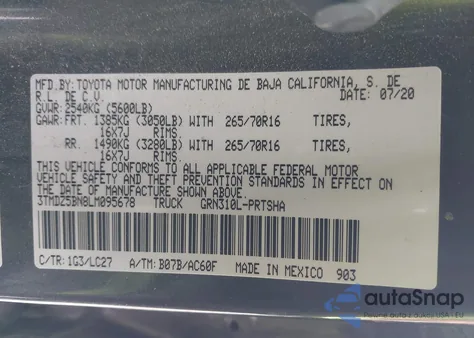 MFD.BY:TOYOTA MOTOR MANUFACTURING DE BAJA CALIFORNIA, S. DE
R.L. DE C.V. DATE: 07/20
GVWR: 2540KG (5600LB)
GAWR:FRT. 1385KG (3050LB) WITH 265/70R16 TIRES,
16X7J RIMS.
RR. 1490KG (3280LB) WITH 265/70R16 TIRES,
16X7J RIMS.
THIS VEHICLE CONFORMS TO ALL APPLICABLE FEDERAL MOTOR
VEHICLE SAFETY AND THEFT PREVENTION STANDARDS IN EFFECT ON
THE DATE OF MANUFACTURE SHOWN ABOVE.
3TMDZ5BN0LM095678 TRUCK GRN310L-PRTSHA
C/TR: 1G3/LC27 A/TM: B07B/AC60F MADE IN MEXICO 903
autoSnap